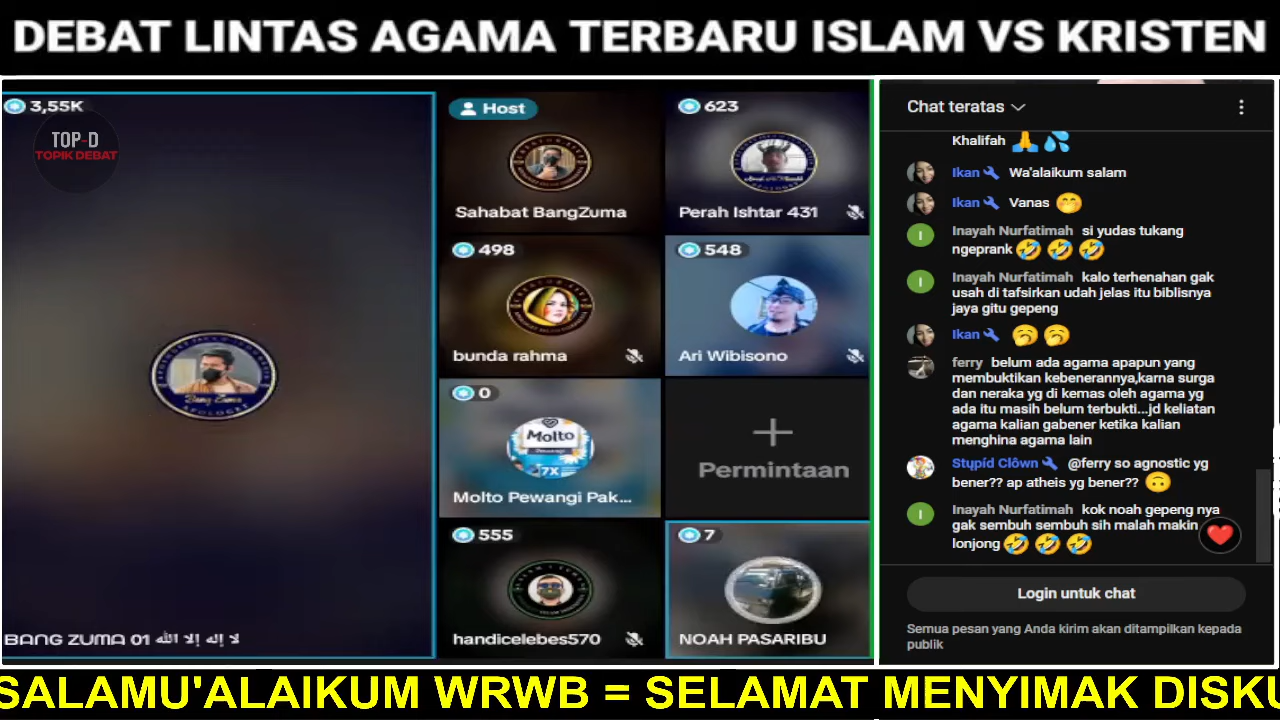 DEBAT LINTAS AGAMA TERBARU ISLAM VS KRISTEN
3,55K
TOP-D
TOPIK DEBAT
Bang Zuma
APOLOGET
BANG ZUMA 01 لا إله إلا الله
Host
Sahabat BangZuma
623
Perah Ishtar 431
498
bunda rahma
548
Ari Wibisono
0
Molto
Pewangi
7X
Molto Pewangi Pak...
Permintaan
555
handicelebes570
7
NOAH PASARIBU
Chat teratas
Khalifah 🙏 💦
Ikan Wa'alaikum salam
Ikan Vanas 🤭
I
Inayah Nurfatimah si yudas tukang
ngeprank 🤣 🤣 🤣
I
Inayah Nurfatimah kalo terhenahan gak
usah di tafsirkan udah jelas itu biblisnya
jaya gitu gepeng
Ikan 🥱 🥱
ferry belum ada agama apapun yang
membuktikan kebenerannya,karna surga
dan neraka yg di kemas oleh agama yg
ada itu masih belum terbukti...jd keliatan
agama kalian gabener ketika kalian
menghina agama lain
Stųpíd Clôwn @ferry so agnostic yg
bener?? ap atheis yg bener?? 🙃
I
Inayah Nurfatimah kok noah gepeng nya
gak sembuh sembuh sih malah makin
lonjong 🤣 🤣 🤣
Login untuk chat
Semua pesan yang Anda kirim akan ditampilkan kepada
publik
SALAMU'ALAIKUM WRWB = SELAMAT MENYIMAK DISKU